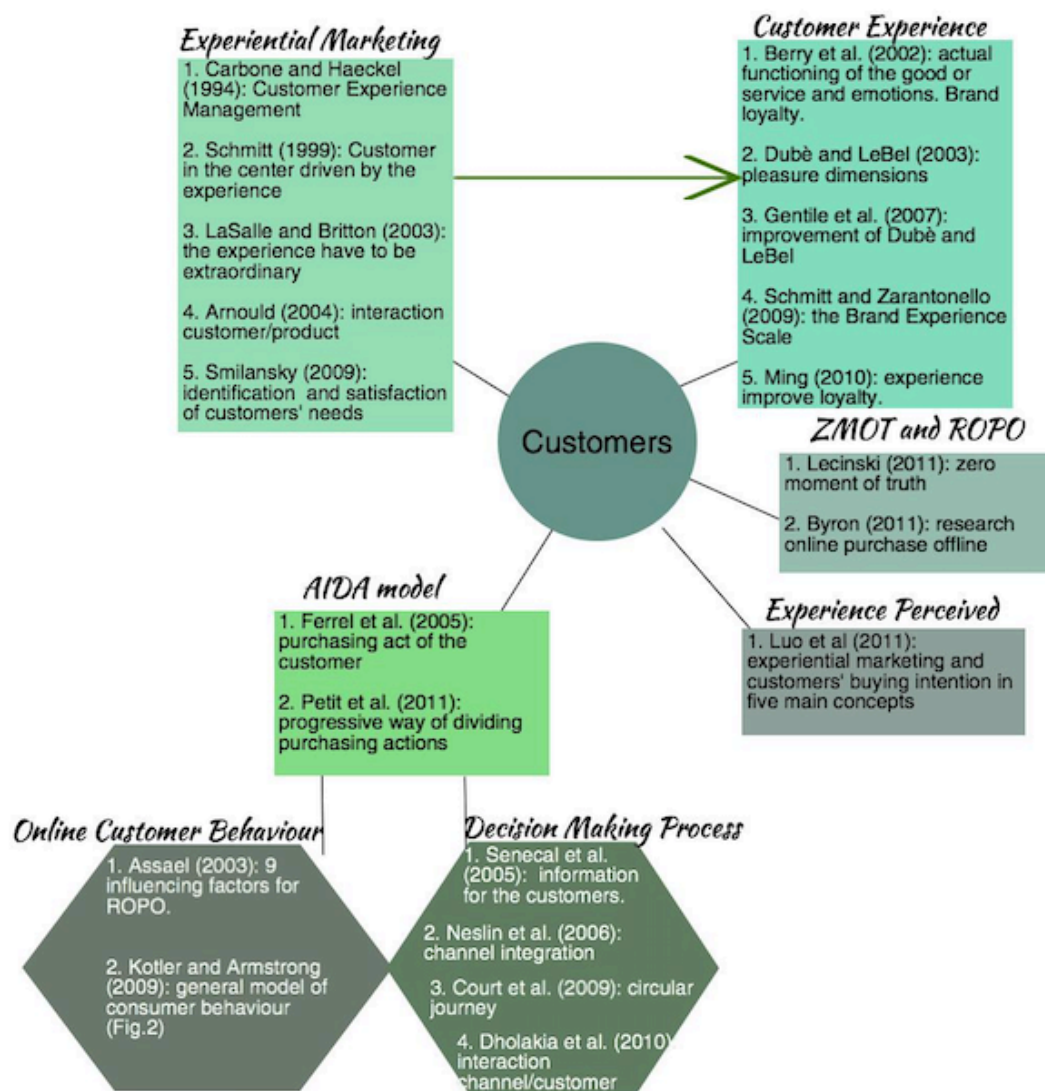 Experiential Marketing
1. Carbone and Haeckel
(1994): Customer Experience
Management
2. Schmitt (1999): Customer
in the center driven by the
experience
3. LaSalle and Britton (2003):
the experience have to be
extraordinary
4. Arnould (2004): interaction
customer/product
5. Smilansky (2009):
identification and satisfaction
of customers' needs
Customer Experience
1. Berry et al. (2002): actual
functioning of the good or
service and emotions. Brand
loyalty.
2. Dubè and LeBel (2003):
pleasure dimensions
3. Gentile et al. (2007):
improvement of Dubè and
LeBel
4. Schmitt and Zarantonello
(2009): the Brand Experience
Scale
5. Ming (2010): experience
improve loyalty.
Customers
ZMOT and ROPO
1. Lecinski (2011): zero
moment of truth
2. Byron (2011): research
online purchase offline
Experience Perceived
1. Luo et al (2011):
experiential marketing and
customers' buying intention in
five main concepts
AIDA model
1. Ferrel et al. (2005):
purchasing act of the
customer
2. Petit et al. (2011):
progressive way of dividing
purchasing actions
Online Customer Behaviour
1. Assael (2003): 9
influencing factors for
ROPO.
2. Kotler and Armstrong
(2009): general model of
consumer behaviour
(Fig.2)
Decision Making Process
1. Senecal et al.
(2005): information
for the customers.
2. Neslin et al. (2006):
channel integration
3. Court et al. (2009): circular
journey
4. Dholakia et al. (2010)
interaction
channel/customer